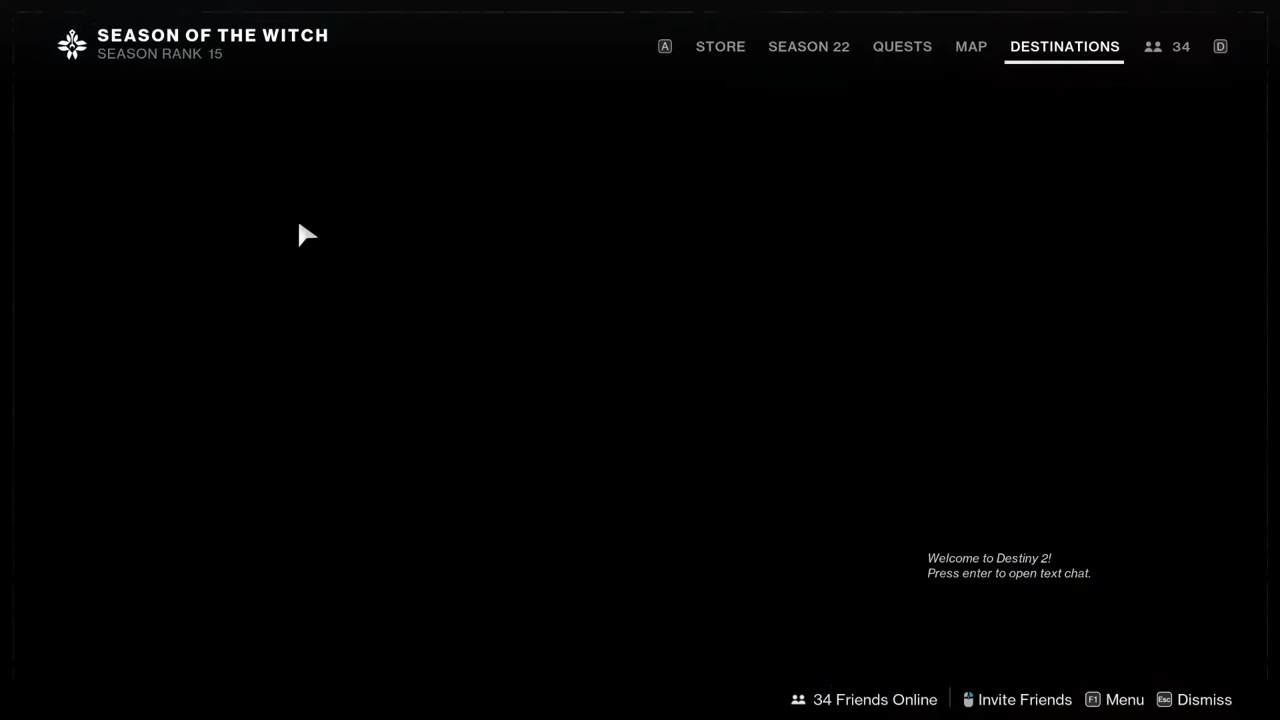 SEASON OF THE WITCH
SEASON RANK 15
A STORE SEASON 22 QUESTS MAP DESTINATIONS 34 D
Welcome to Destiny 2!
Press enter to open text chat.
34 Friends Online Invite Friends F1 Menu Esc Dismiss